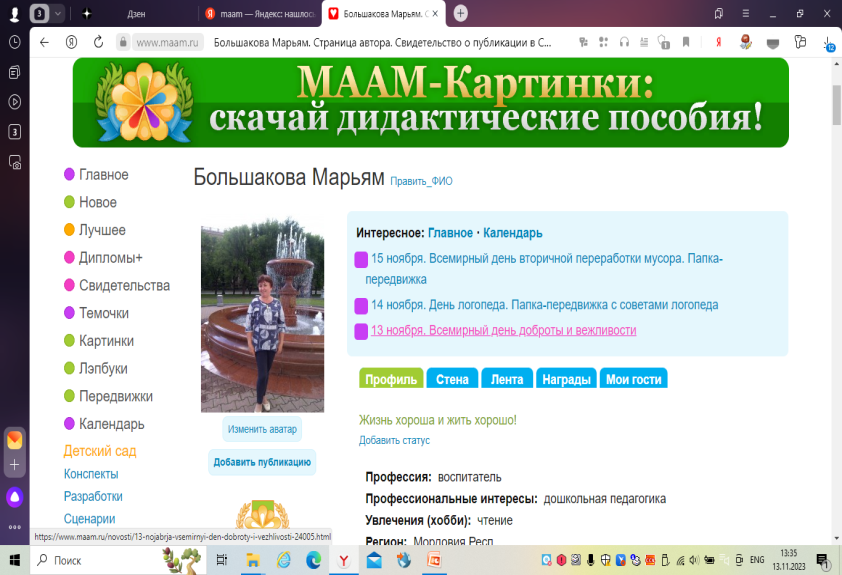 3
Дзен
maam — Яндекс: нашлось
Большакова Марьям. С
www.maam.ru
Большакова Марьям. Страница автора. Свидетельство о публикации в С...
3
12
МААМ-Картинки:
скачай дидактические пособия!
Главное
Новое
Лучшее
Дипломы+
Свидетельства
Темочки
Картинки
Лэпбуки
Передвижки
Календарь
Детский сад
Конспекты
Разработки
Сценарии
Большакова Марьям Править_ФИО
Изменить аватар
Добавить публикацию
Интересное: Главное · Календарь
15 ноября. Всемирный день вторичной переработки мусора. Папка-
передвижка
14 ноября. День логопеда. Папка-передвижка с советами логопеда
13 ноября. Всемирный день доброты и вежливости
Профиль Стена Лента Награды Мои гости
Жизнь хороша и жить хорошо!
Добавить статус
Профессия: воспитатель
Профессиональные интересы: дошкольная педагогика
Увлечения (хобби): чтение
Регион: Мордовия Респ
https://www.maam.ru/novosti/13-nojabrja-vsemirnyi-den-dobroty-i-vezhlivosti-24005.html
Поиск
ENG
13:35
13.11.2023
1